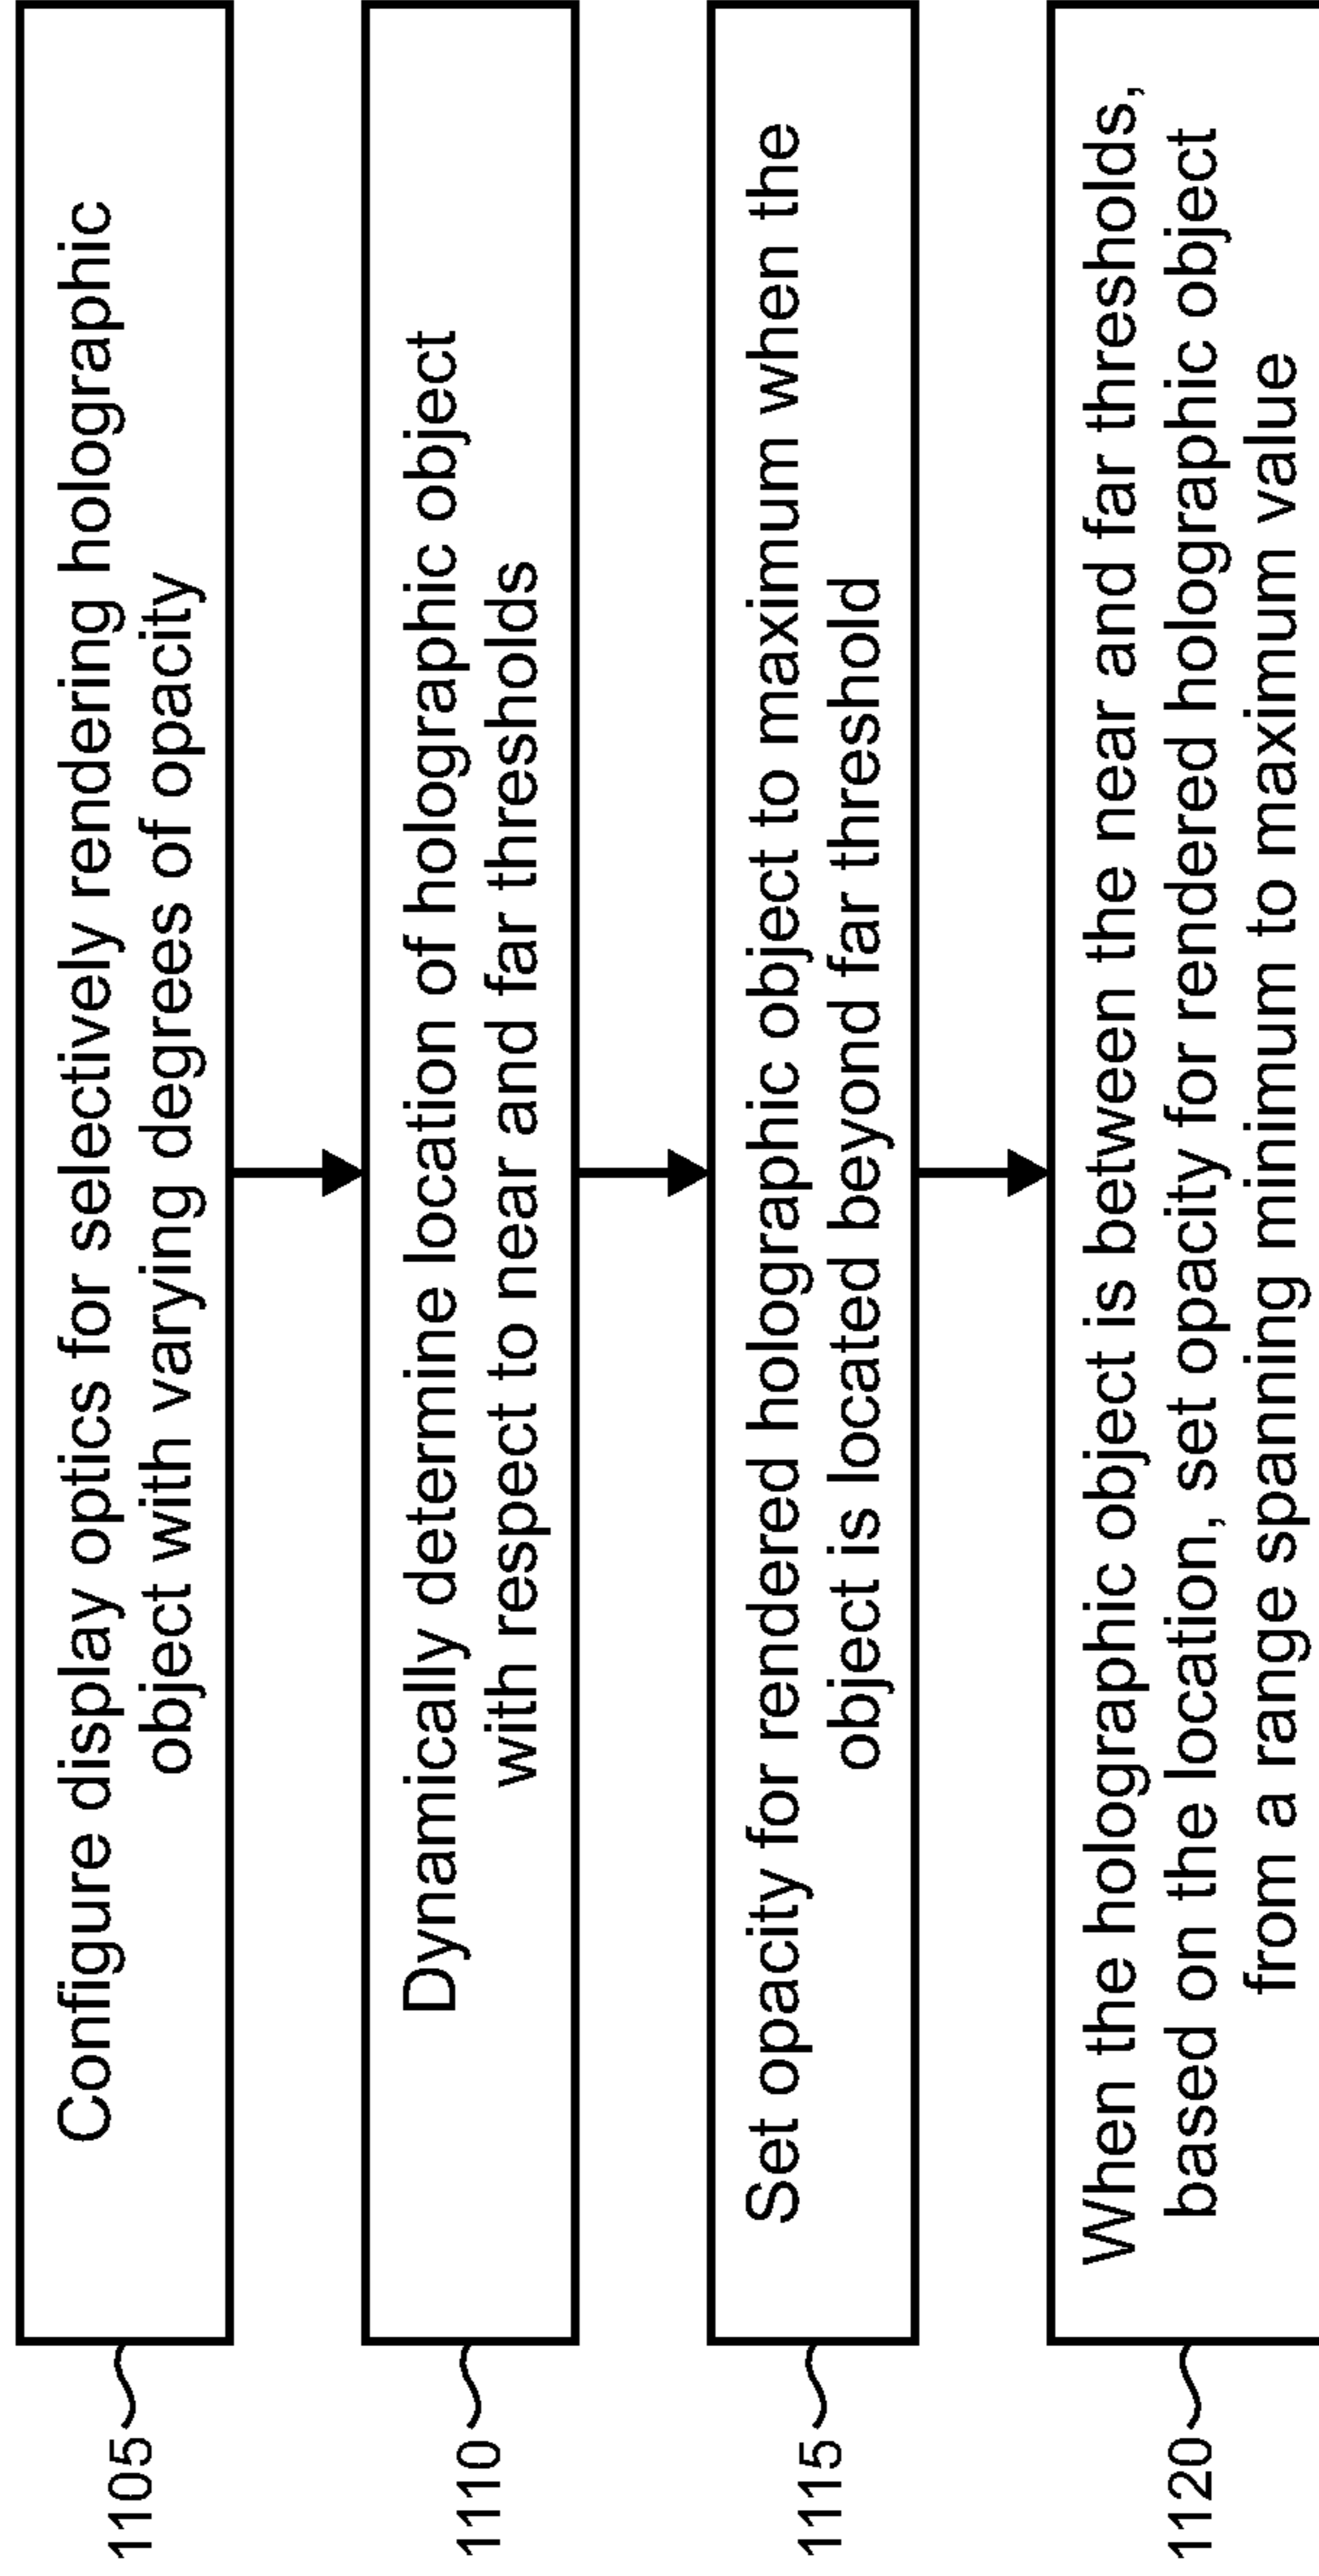 1105
Configure display optics for selectively rendering holographic
object with varying degrees of opacity
1110
Dynamically determine location of holographic object
with respect to near and far thresholds
1115
Set opacity for rendered holographic object to maximum when the
object is located beyond far threshold
1120
When the holographic object is between the near and far thresholds,
based on the location, set opacity for rendered holographic object
from a range spanning minimum to maximum value